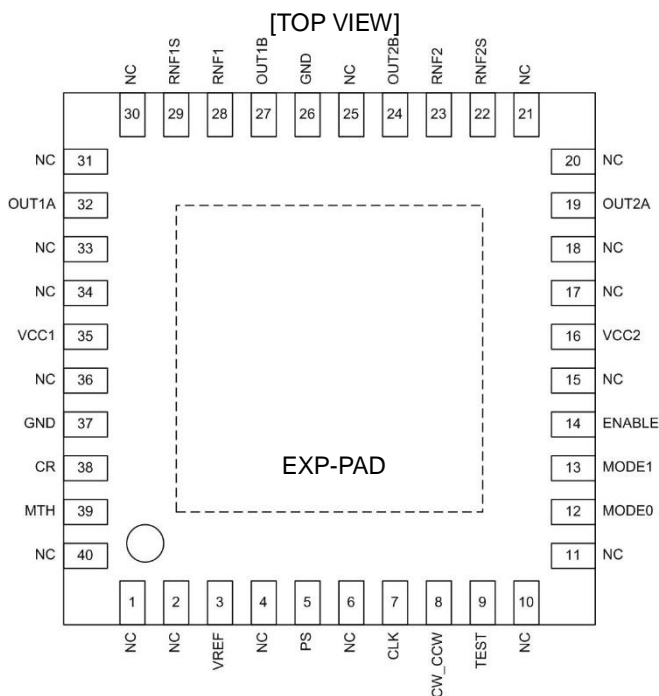 [TOP VIEW]
NC RNF1S RNF1 OUT1B GND NC OUT2B RNF2 RNF2S NC
30 29 28 27 26 25 24 23 22 21
NC 31 20 NC
OUT1A 32 19 OUT2A
NC 33 18 NC
NC 34 17 NC
VCC1 35 16 VCC2
NC 36 15 NC
GND 37 14 ENABLE
CR 38 EXP-PAD 13 MODE1
MTH 39 12 MODE0
NC 40 11 NC
1 2 3 4 5 6 7 8 9 10
NC NC VREF NC PS NC CLK CW_CCW TEST NC